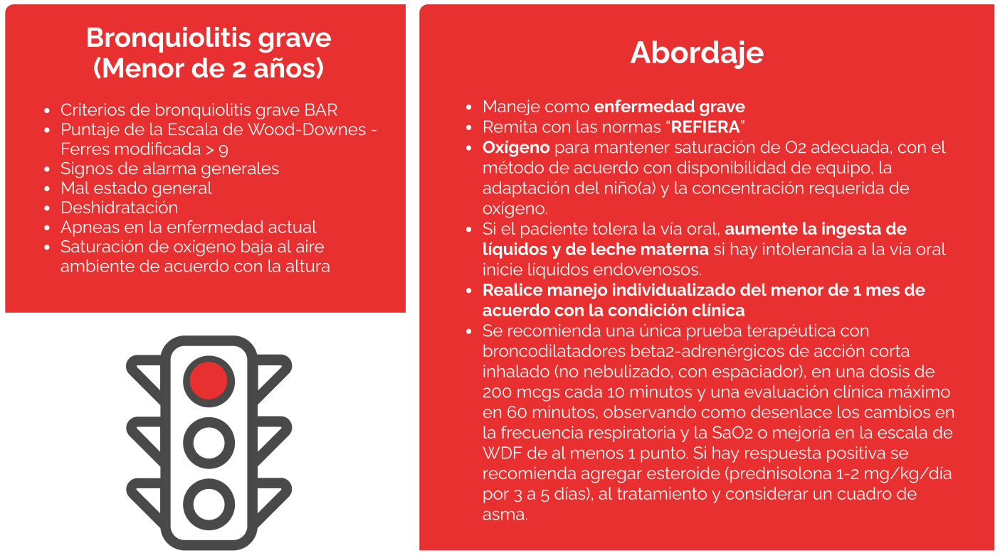 Bronquiolitis grave
(Menor de 2 años)
• Criterios de bronquiolitis grave BAR
• Puntaje de la Escala de Wood-Downes -
Ferres modificada > 9
• Signos de alarma generales
• Mal estado general
• Deshidratación
• Apneas en la enfermedad actual
• Saturación de oxígeno baja al aire
ambiente de acuerdo con la altura
Abordaje
• Maneje como enfermedad grave
• Remita con las normas “REFIERA”
• Oxígeno para mantener saturación de O2 adecuada, con el
método de acuerdo con disponibilidad de equipo, la
adaptación del niño(a) y la concentración requerida de
oxígeno.
• Si el paciente tolera la vía oral, aumente la ingesta de
líquidos y de leche materna si hay intolerancia a la vía oral
inicie líquidos endovenosos.
• Realice manejo individualizado del menor de 1 mes de
acuerdo con la condición clínica
• Se recomienda una única prueba terapéutica con
broncodilatadores beta2-adrenérgicos de acción corta
inhalado (no nebulizado, con espaciador), en una dosis de
200 mcgs cada 10 minutos y una evaluación clínica máximo
en 60 minutos, observando como desenlace los cambios en
la frecuencia respiratoria y la SaO2 o mejoría en la escala de
WDF de al menos 1 punto. Si hay respuesta positiva se
recomienda agregar esteroide (prednisolona 1-2 mg/kg/día
por 3 a 5 días), al tratamiento y considerar un cuadro de
asma.